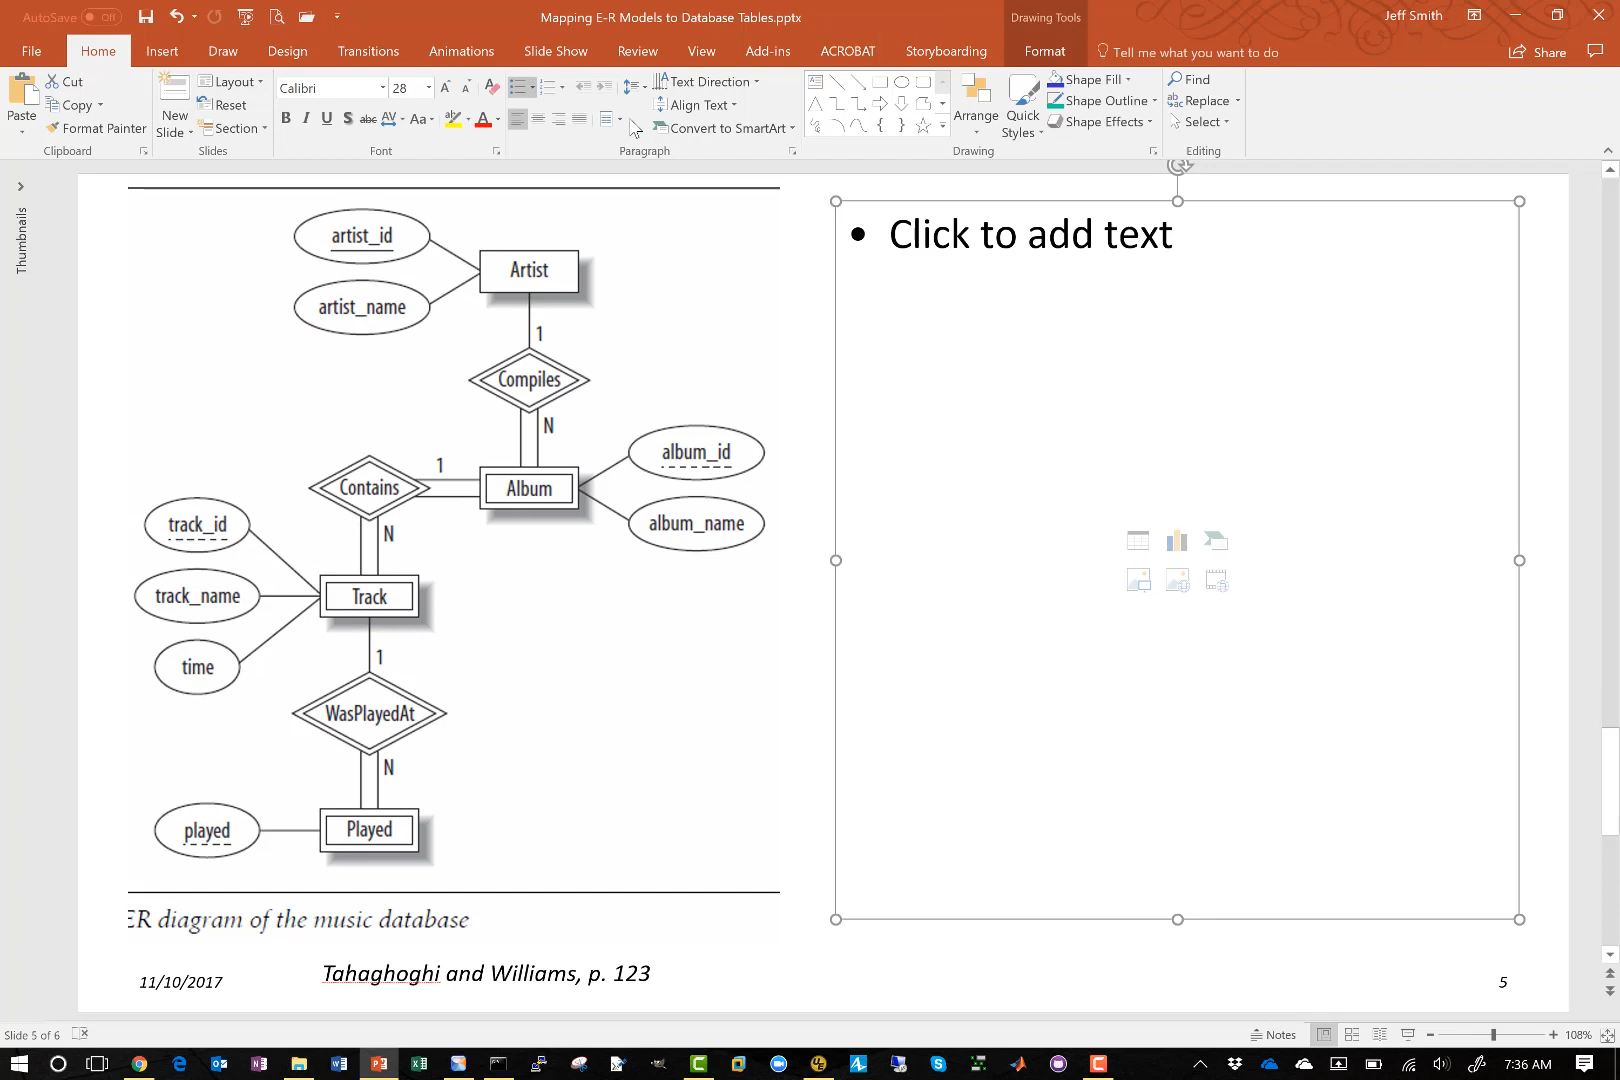 AutoSave Off
Mapping E-R Models to Database Tables.pptx
Drawing Tools
Jeff Smith
File Home Insert Draw Design Transitions Animations Slide Show Review View Add-ins ACROBAT Storyboarding Format Tell me what you want to do Share
Paste
Cut
Copy
Format Painter
Clipboard
New
Slide
Layout
Reset
Section
Slides
Calibri 28
B I U S abc AV Aa A
Font
Text Direction
Align Text
Convert to SmartArt
Paragraph
Arrange
Quick
Styles
Shape Fill
Shape Outline
Shape Effects
Drawing
Find
Replace
Select
Editing
Thumbnails
artist_id
artist_name
Artist
1
Compiles
N
album_id
album_name
Album
1
Contains
N
track_id
track_name
time
Track
1
WasPlayedAt
N
played
Played
ER diagram of the music database
• Click to add text
11/10/2017
Tahaghoghi and Williams, p. 123
5
Slide 5 of 6
Notes
108%
7:36 AM